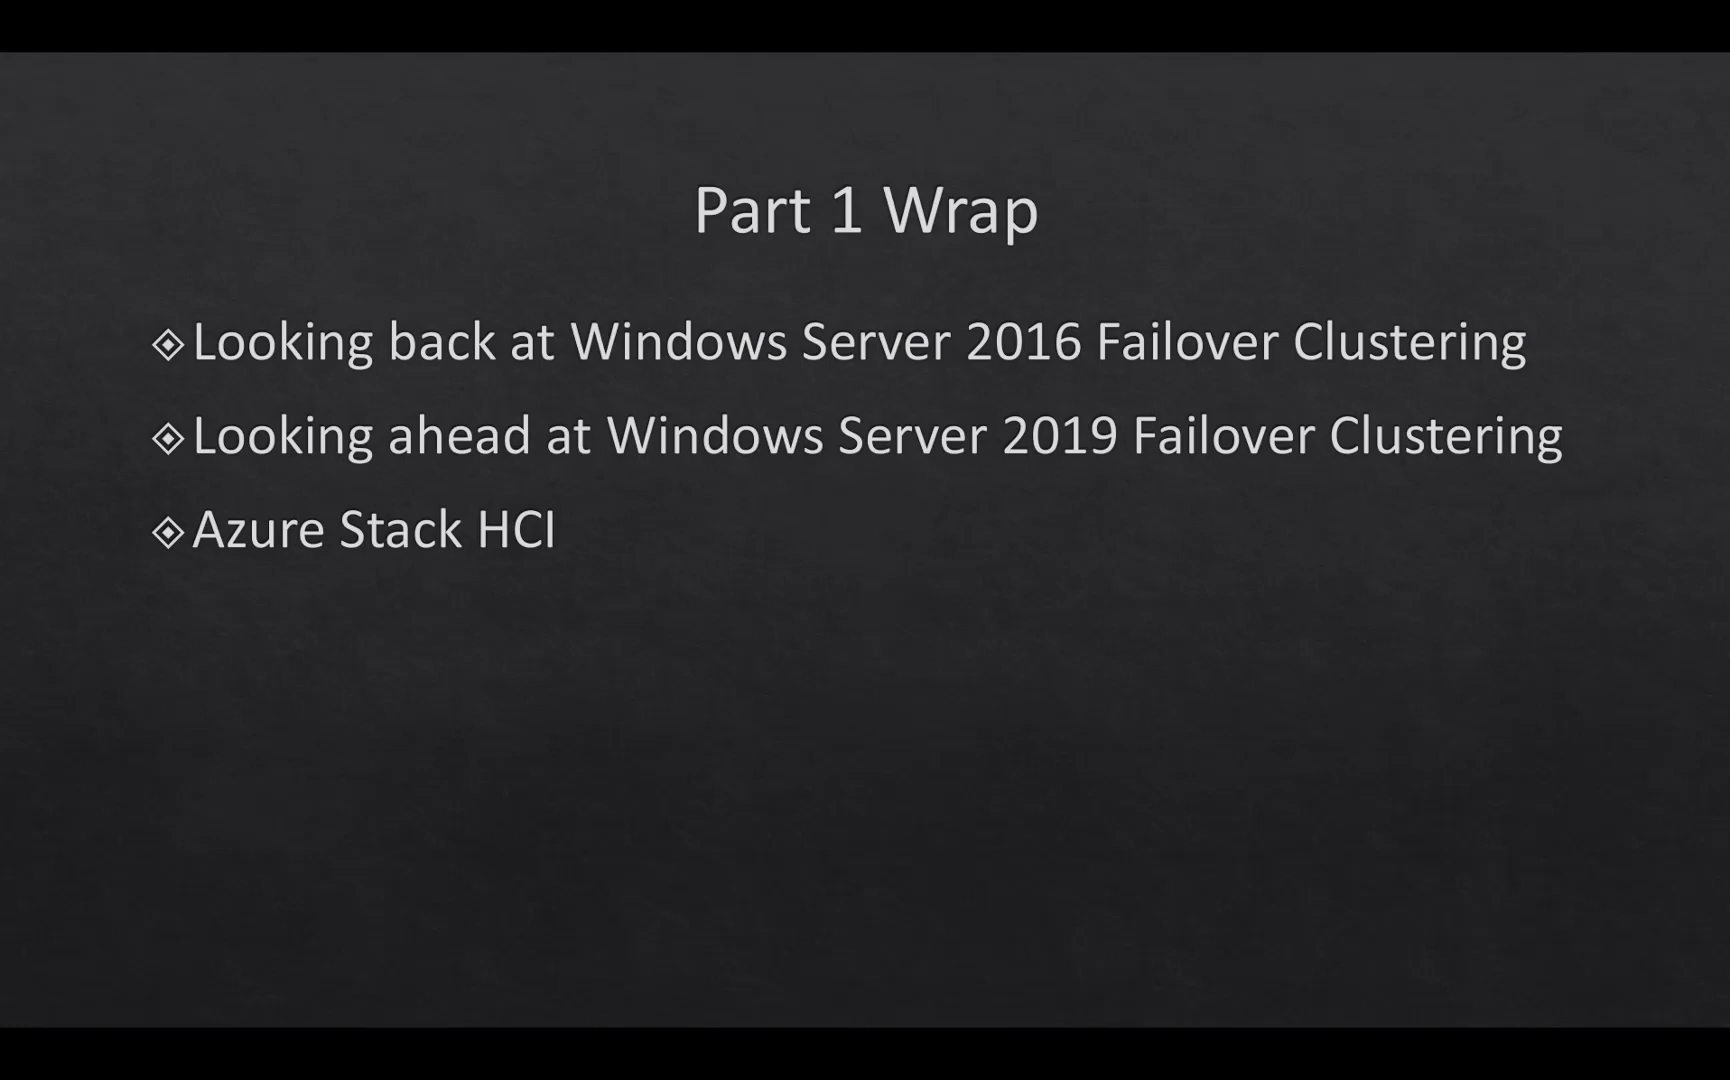 Part 1 Wrap
Looking back at Windows Server 2016 Failover Clustering
Looking ahead at Windows Server 2019 Failover Clustering
Azure Stack HCI